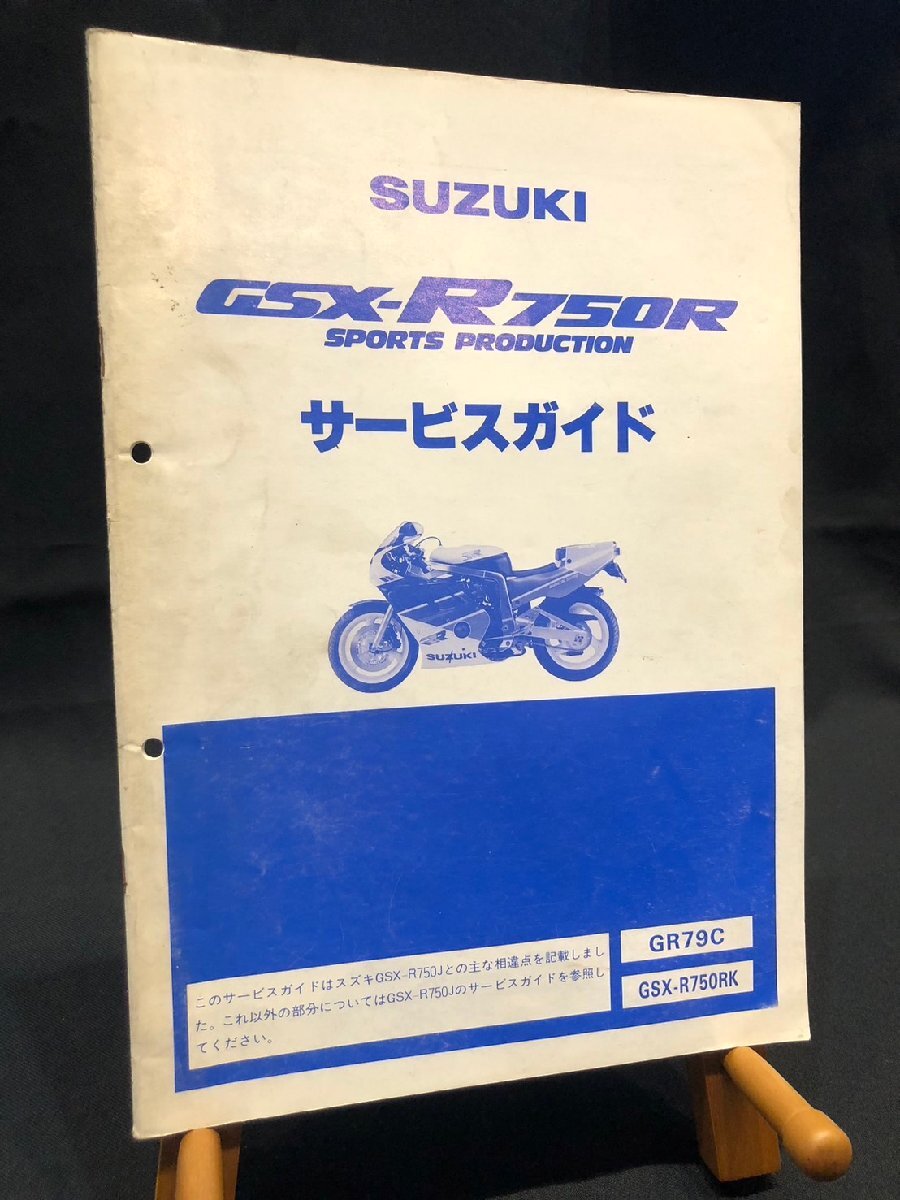 SUZUKI
GSX-R750R
SPORTS PRODUCTION
サービスガイド
SUZUKI
このサービスガイドはスズキGSX-R750Jとの主な相違点を記載しまし
た。これ以外の部分についてはGSX-R750Jのサービスガイドを参照し
てください。
GR79C
GSX-R750RK